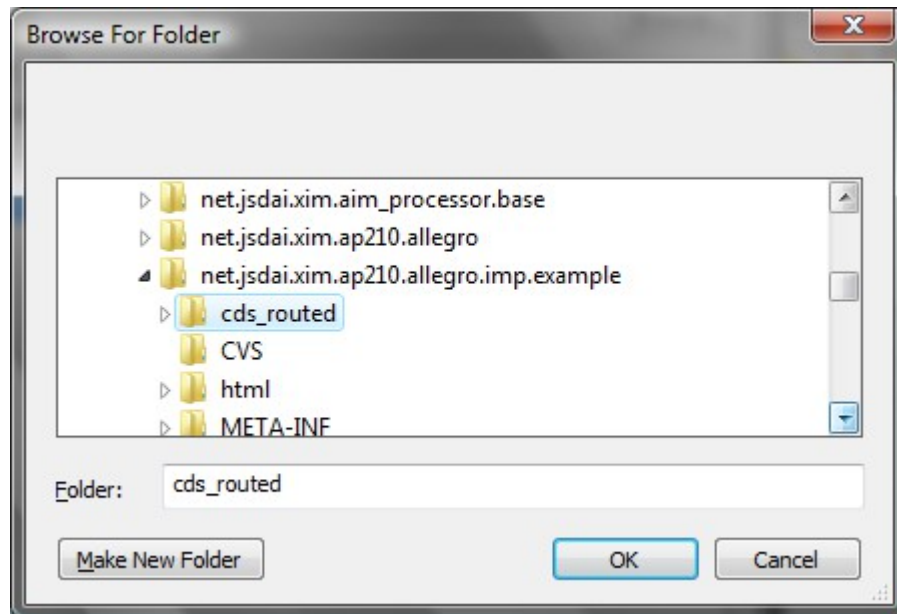 Browse For Folder
net.jsdai.xim.aim_processor.base
net.jsdai.xim.ap210.allegro
net.jsdai.xim.ap210.allegro.imp.example
cds_routed
CVS
html
META-INF
Folder: cds_routed
Make New Folder OK Cancel